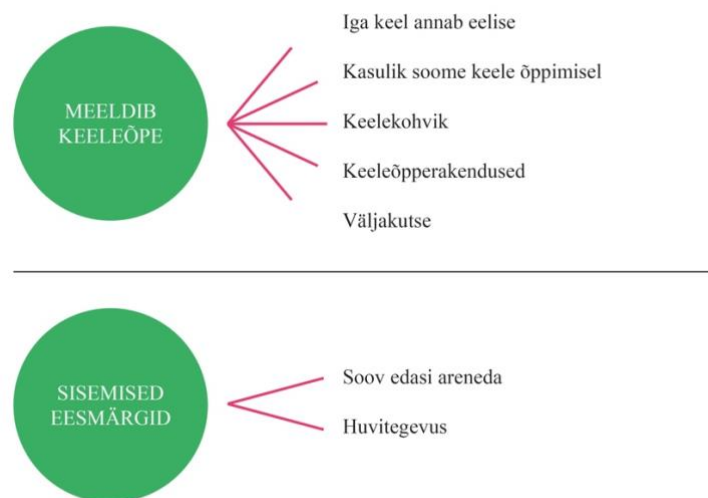 MEELDIB
KEELEÕPE
Iga keel annab eelise
Kasulik soome keele õppimisel
Keelekohvik
Keeleõpperakendused
Väljakutse
SISEMISED
EESMÄRGID
Soov edasi areneda
Huvitegevus